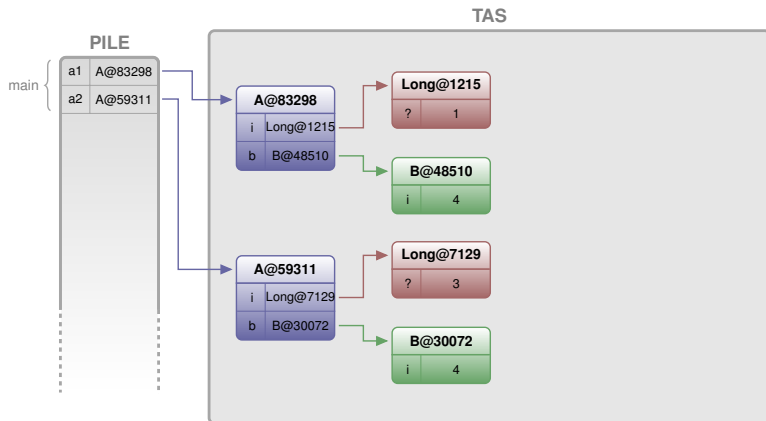 TAS
PILE
main
a1 A@83298
a2 A@59311
A@83298
i Long@1215
b B@48510
Long@1215
? 1
B@48510
i 4
A@59311
i Long@7129
b B@30072
Long@7129
? 3
B@30072
i 4